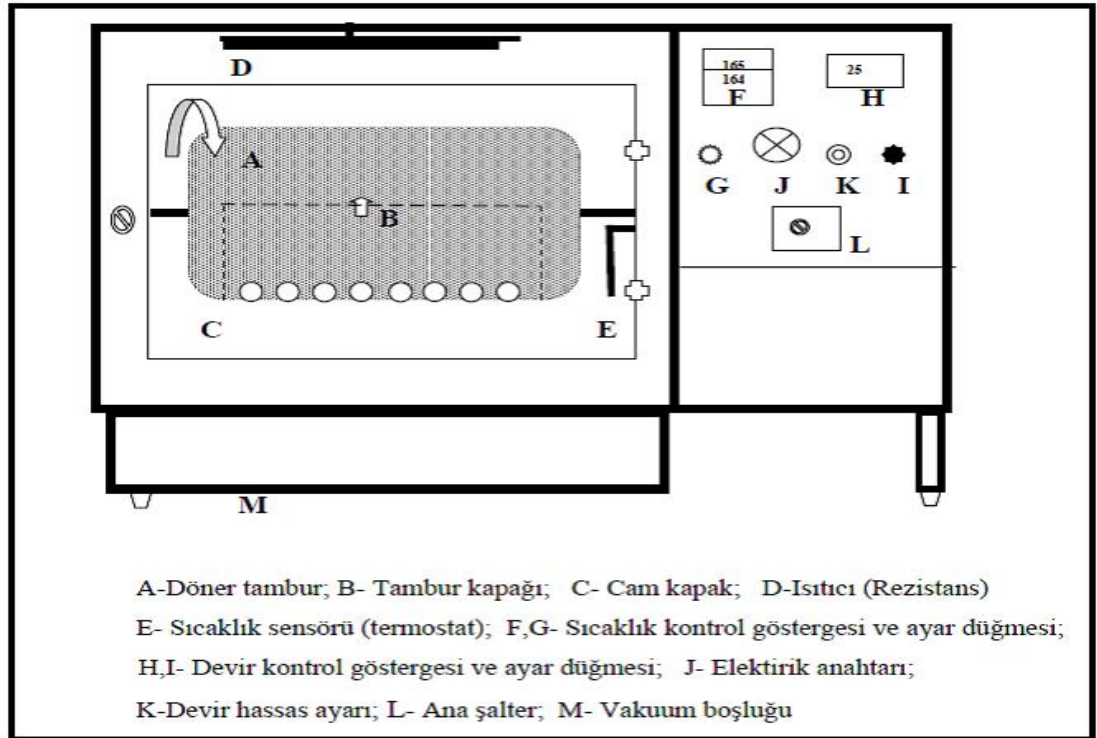 D
165
164
F
25
H
A
G
J
K
I
B
L
C
E
M
A-Döner tambur; B- Tambur kapağı; C- Cam kapak; D-Isıtıcı (Rezistans)
E- Sıcaklık sensörü (termostat); F,G- Sıcaklık kontrol göstergesi ve ayar düğmesi;
H,I- Devir kontrol göstergesi ve ayar düğmesi; J- Elektirik anahtarı;
K-Devir hassas ayarı; L- Ana şalter; M- Vakuum boşluğu